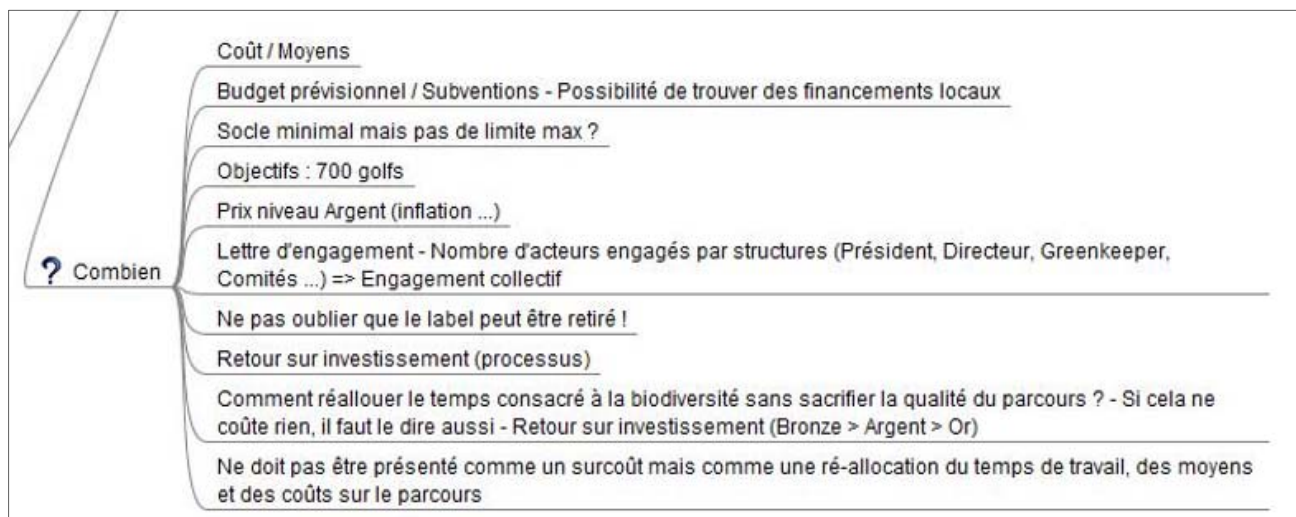 Coût / Moyens
Budget prévisionnel / Subventions - Possibilité de trouver des financements locaux
Socle minimal mais pas de limite max ?
Objectifs : 700 golfs
Prix niveau Argent (inflation ...)
Lettre d'engagement - Nombre d'acteurs engagés par structures (Président, Directeur, Greenkeeper,
Comités ...) => Engagement collectif
? Combien
Ne pas oublier que le label peut être retiré !
Retour sur investissement (processus)
Comment réallouer le temps consacré à la biodiversité sans sacrifier la qualité du parcours ? - Si cela ne
coûte rien, il faut le dire aussi - Retour sur investissement (Bronze > Argent > Or)
Ne doit pas être présenté comme un surcoût mais comme une ré-allocation du temps de travail, des moyens
et des coûts sur le parcours